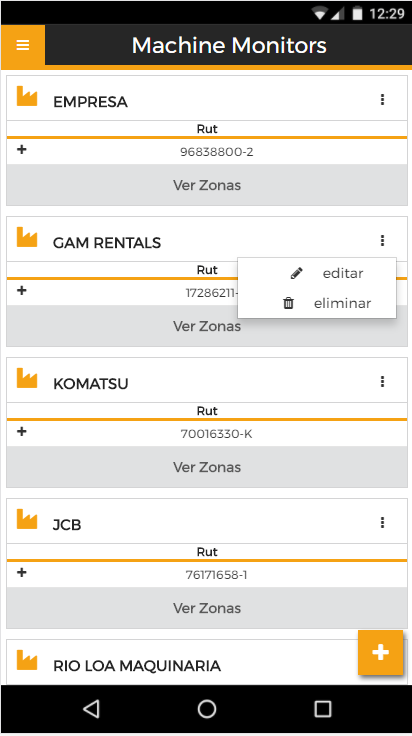 12:29
Machine Monitors
EMPRESA
Rut
96838800-2
Ver Zonas
GAM RENTALS
Rut
17286211-
editar
eliminar
Ver Zonas
KOMATSU
Rut
70016330-K
Ver Zonas
JCB
Rut
76171658-1
Ver Zonas
RIO LOA MAQUINARIA